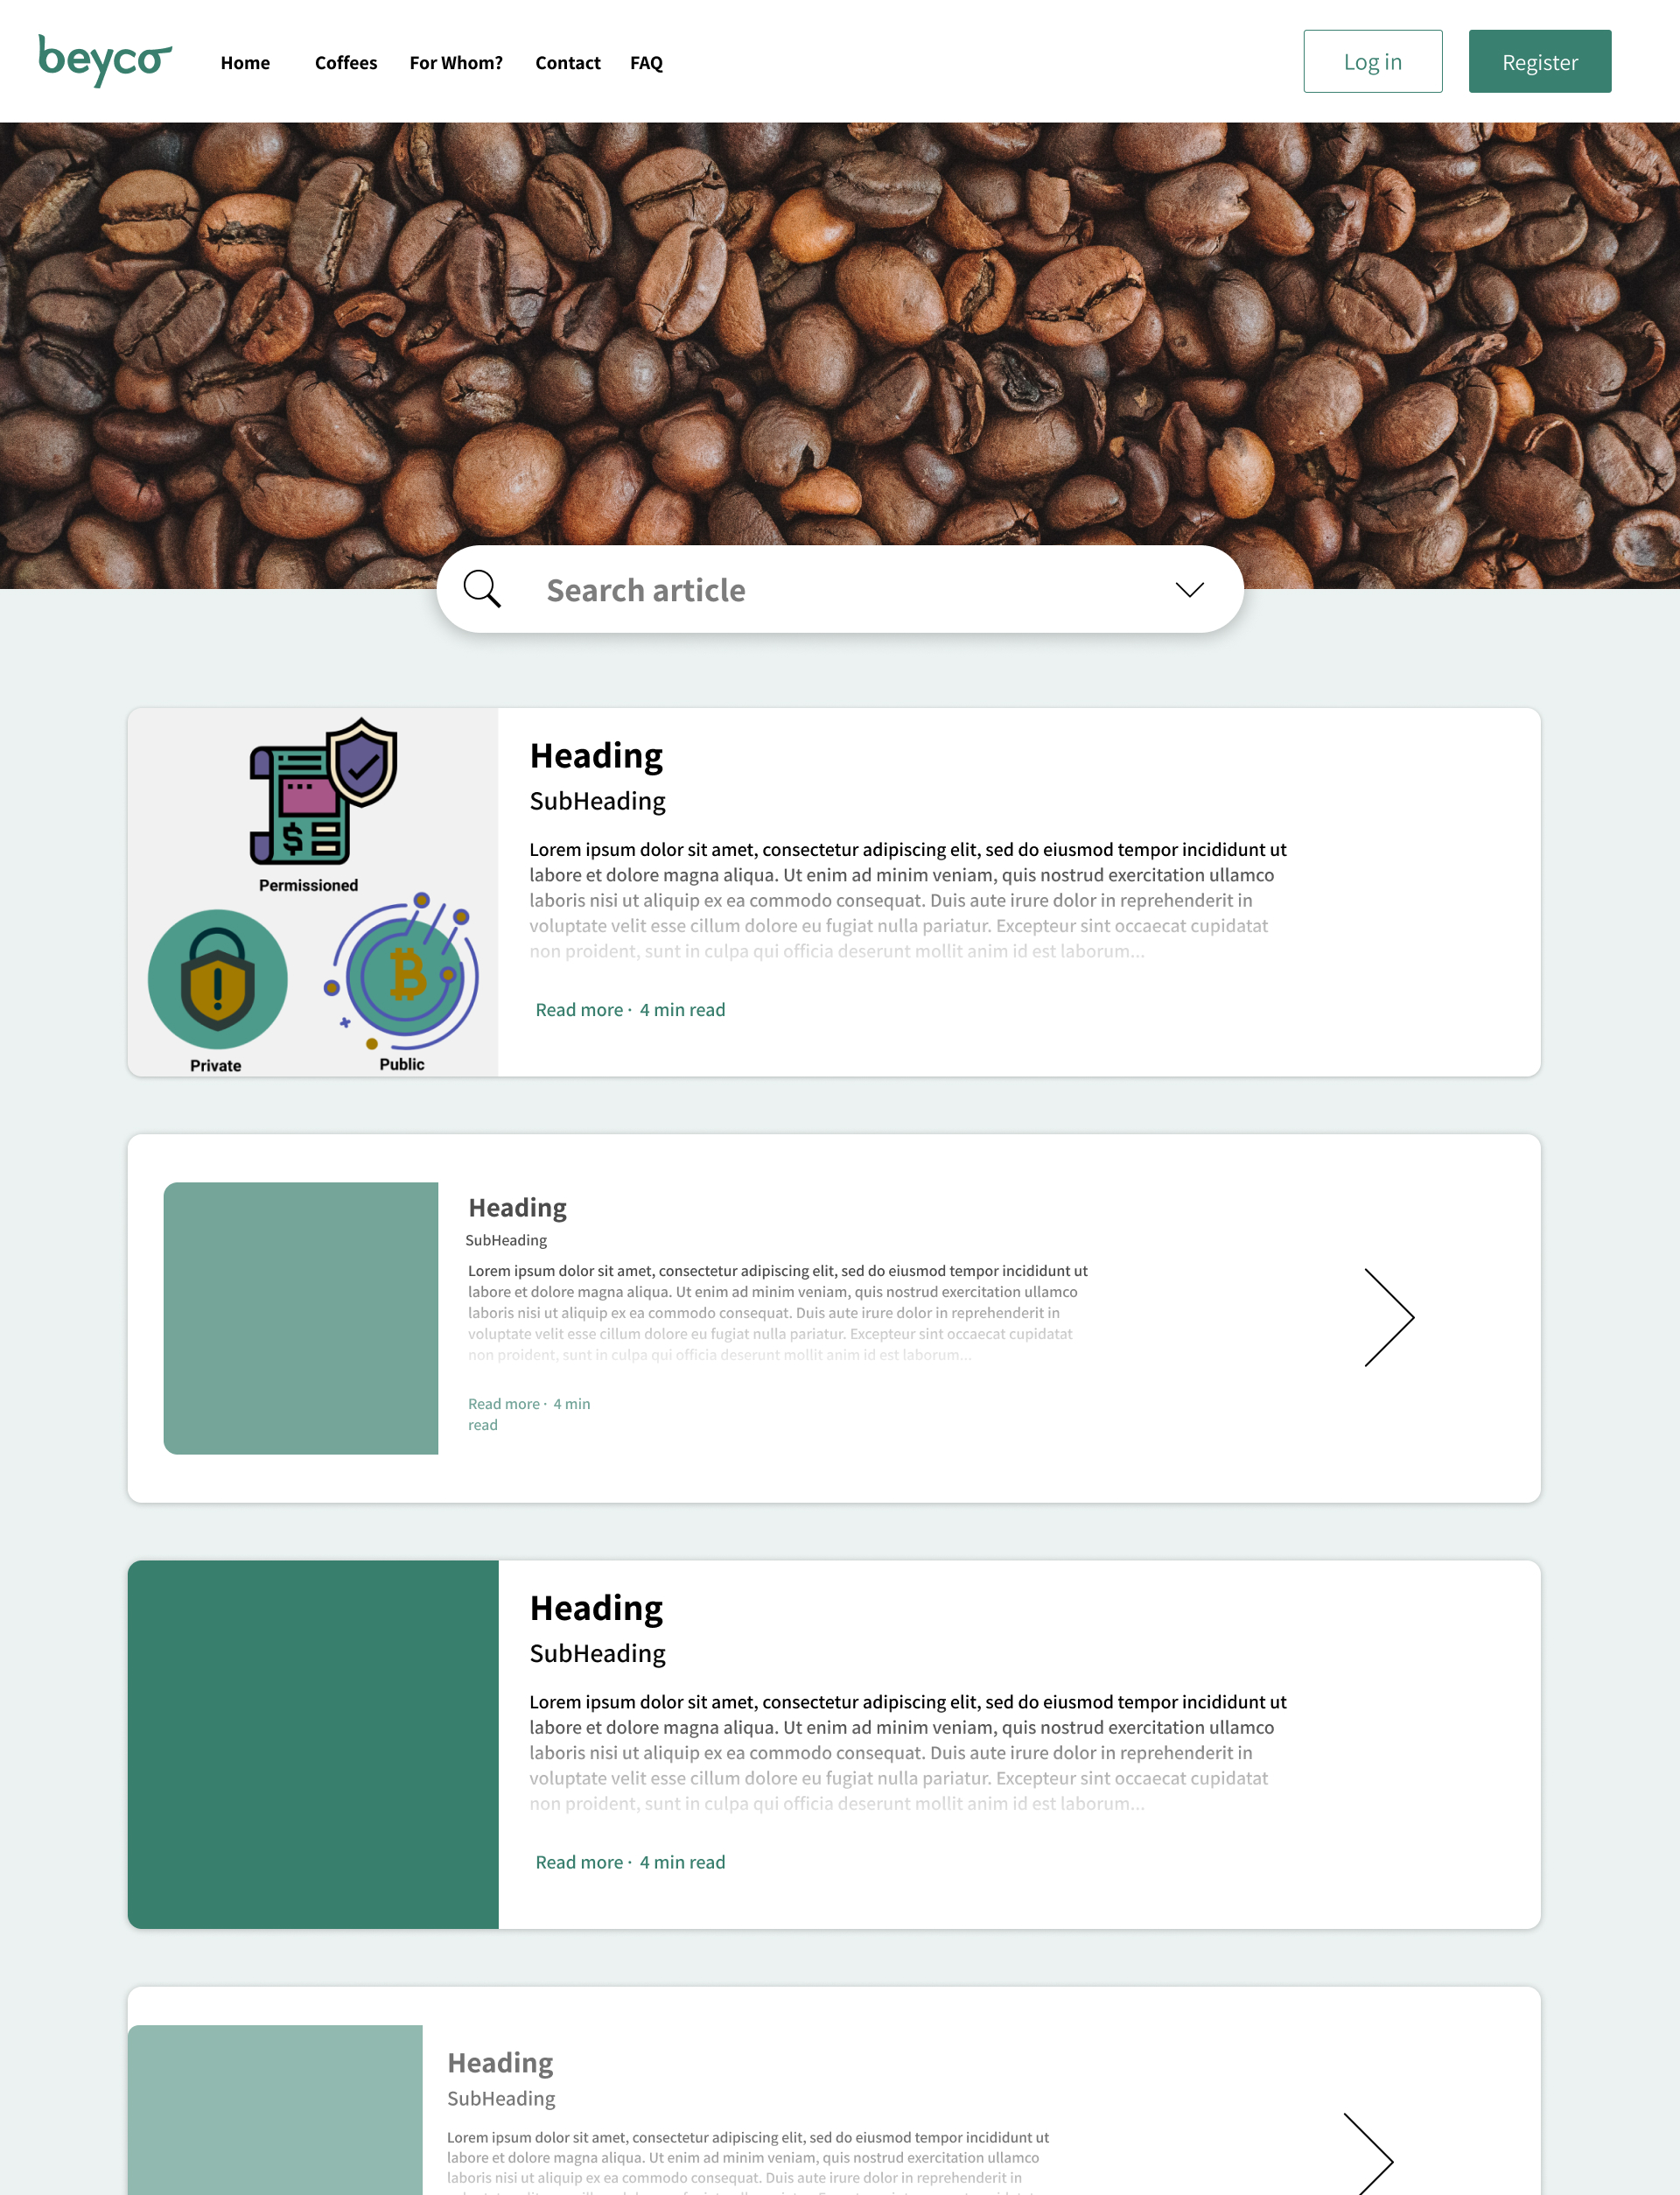 beyco
Home Coffees For Whom? Contact FAQ
Log in
Register
Search article
Permissioned
Private
Public
Heading
SubHeading
Lorem ipsum dolor sit amet, consectetur adipiscing elit, sed do eiusmod tempor incididunt ut
labore et dolore magna aliqua. Ut enim ad minim veniam, quis nostrud exercitation ullamco
laboris nisi ut aliquip ex ea commodo consequat. Duis aute irure dolor in reprehenderit in
voluptate velit esse cillum dolore eu fugiat nulla pariatur. Excepteur sint occaecat cupidatat
non proident, sunt in culpa qui officia deserunt mollit anim id est laborum...
Read more · 4 min read
Heading
SubHeading
Lorem ipsum dolor sit amet, consectetur adipiscing elit, sed do eiusmod tempor incididunt ut
labore et dolore magna aliqua. Ut enim ad minim veniam, quis nostrud exercitation ullamco
laboris nisi ut aliquip ex ea commodo consequat. Duis aute irure dolor in reprehenderit in
voluptate velit esse cillum dolore eu fugiat nulla pariatur. Excepteur sint occaecat cupidatat
non proident, sunt in culpa qui officia deserunt mollit anim id est laborum...
Read more · 4 min
read
Heading
SubHeading
Lorem ipsum dolor sit amet, consectetur adipiscing elit, sed do eiusmod tempor incididunt ut
labore et dolore magna aliqua. Ut enim ad minim veniam, quis nostrud exercitation ullamco
laboris nisi ut aliquip ex ea commodo consequat. Duis aute irure dolor in reprehenderit in
voluptate velit esse cillum dolore eu fugiat nulla pariatur. Excepteur sint occaecat cupidatat
non proident, sunt in culpa qui officia deserunt mollit anim id est laborum...
Read more · 4 min read
Heading
SubHeading
Lorem ipsum dolor sit amet, consectetur adipiscing elit, sed do eiusmod tempor incididunt ut
labore et dolore magna aliqua. Ut enim ad minim veniam, quis nostrud exercitation ullamco
laboris nisi ut aliquip ex ea commodo consequat. Duis aute irure dolor in reprehenderit in